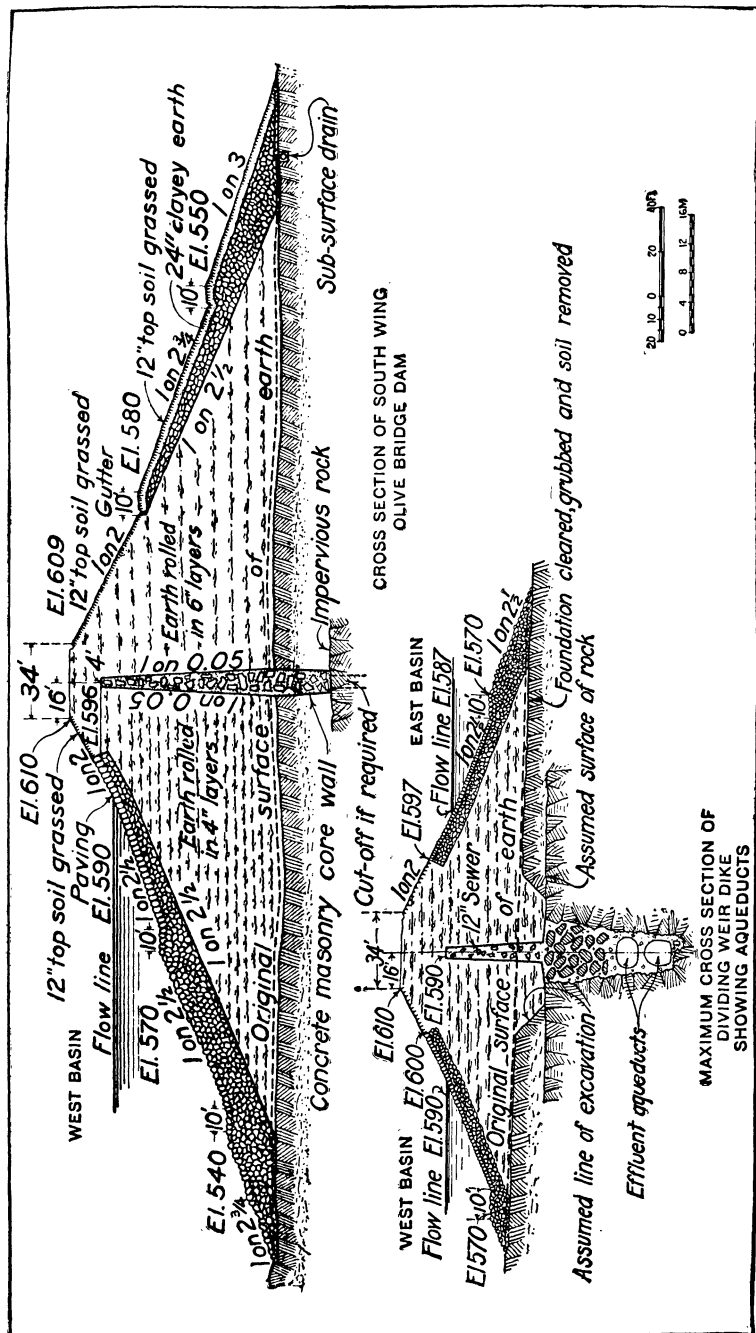 WEST BASIN
Flow line El.590
12" top soil grassed
Paving
El.610
1 on 2
El.596
34'
16'
4'
El.609
12" top soil grassed
Gutter
1 on 2
10'
El.580
12" top soil grassed
1 on 2¾
24" clayey earth
10'
El.550
1 on 3
1 on 2½
Sub-surface drain
El.540
10'
1 on 2¾
El.570
10'
1 on 2½
1 on 2½
1 on 2½
Earth rolled
in 4" layers
1 on 0.05
1 on 0.05
Earth rolled
in 6" layers
Original surface of earth
Concrete masonry core wall
Cut-off if required
Impervious rock
CROSS SECTION OF SOUTH WING
OLIVE BRIDGE DAM
WEST BASIN
Flow line El.590
El.600
El.610
El.590
34'
16'
1 on 2
El.597
EAST BASIN
Flow line El.587
12" Sewer
1 on 2
10'
El.570
El.570
10'
Original surface of earth
Foundation cleared, grubbed and soil removed
Assumed surface of rock
Assumed line of excavation
Effluent aqueducts
MAXIMUM CROSS SECTION OF
DIVIDING WEIR DIKE
SHOWING AQUEDUCTS
20 10 0 20 40 Ft.
0 4 8 12 16 M